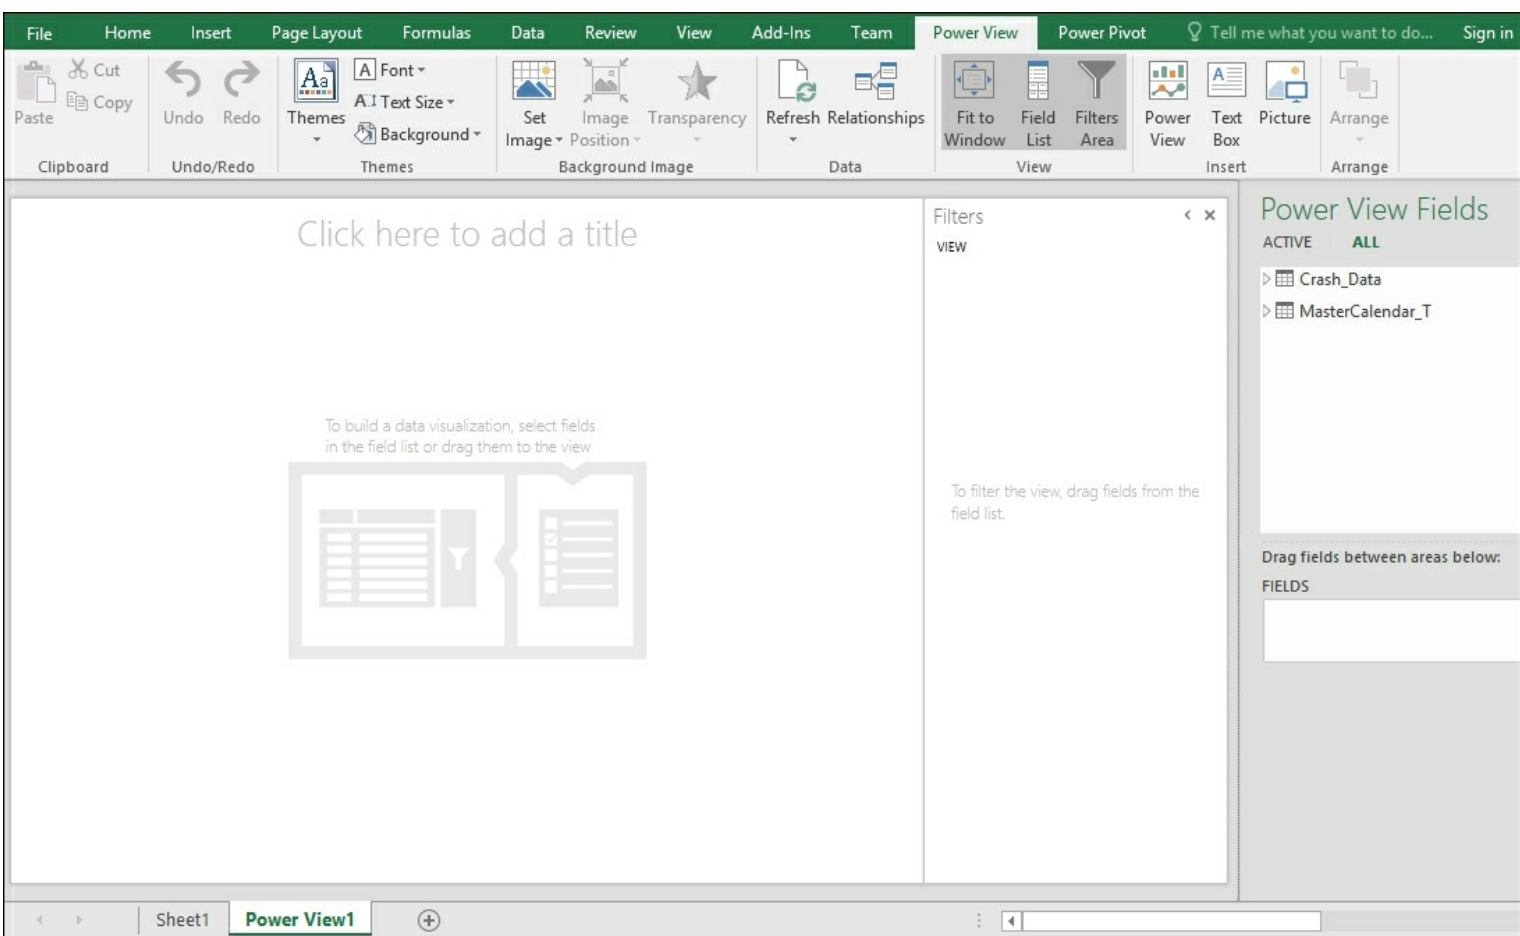 File Home Insert Page Layout Formulas Data Review View Add-Ins Team Power View Power Pivot Tell me what you want to do... Sign in
Paste
Cut
Copy
Clipboard
Undo Redo
Undo/Redo
Aa
Themes
A Font
A Text Size
Background
Themes
Set
Image
Image
Position
Transparency
Background Image
Refresh
Relationships
Data
Fit to
Window
Field
List
Filters
Area
View
Power
View
A
Text
Box
Picture
Insert
Arrange
Arrange
Click here to add a title
To build a data visualization, select fields
in the field list or drag them to the view
Filters
VIEW
To filter the view, drag fields from the
field list.
Power View Fields
ACTIVE ALL
Crash_Data
MasterCalendar_T
Drag fields between areas below:
FIELDS
Sheet1 Power View1